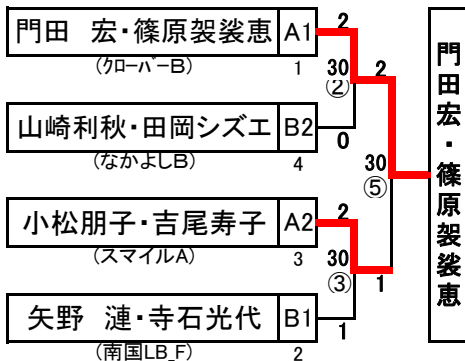 門田　宏・篠原袈裟恵 A1 2
(クローバーB) 1 30 2
②
山崎利秋・田岡シズエ B2 0
(なかよしB) 4
30
⑤
小松朋子・吉尾寿子 A2 2
(スマイルA) 3 30 1
③
矢野　漣・寺石光代 B1 1
(南国LB_F) 2
門田宏・篠原袈裟恵